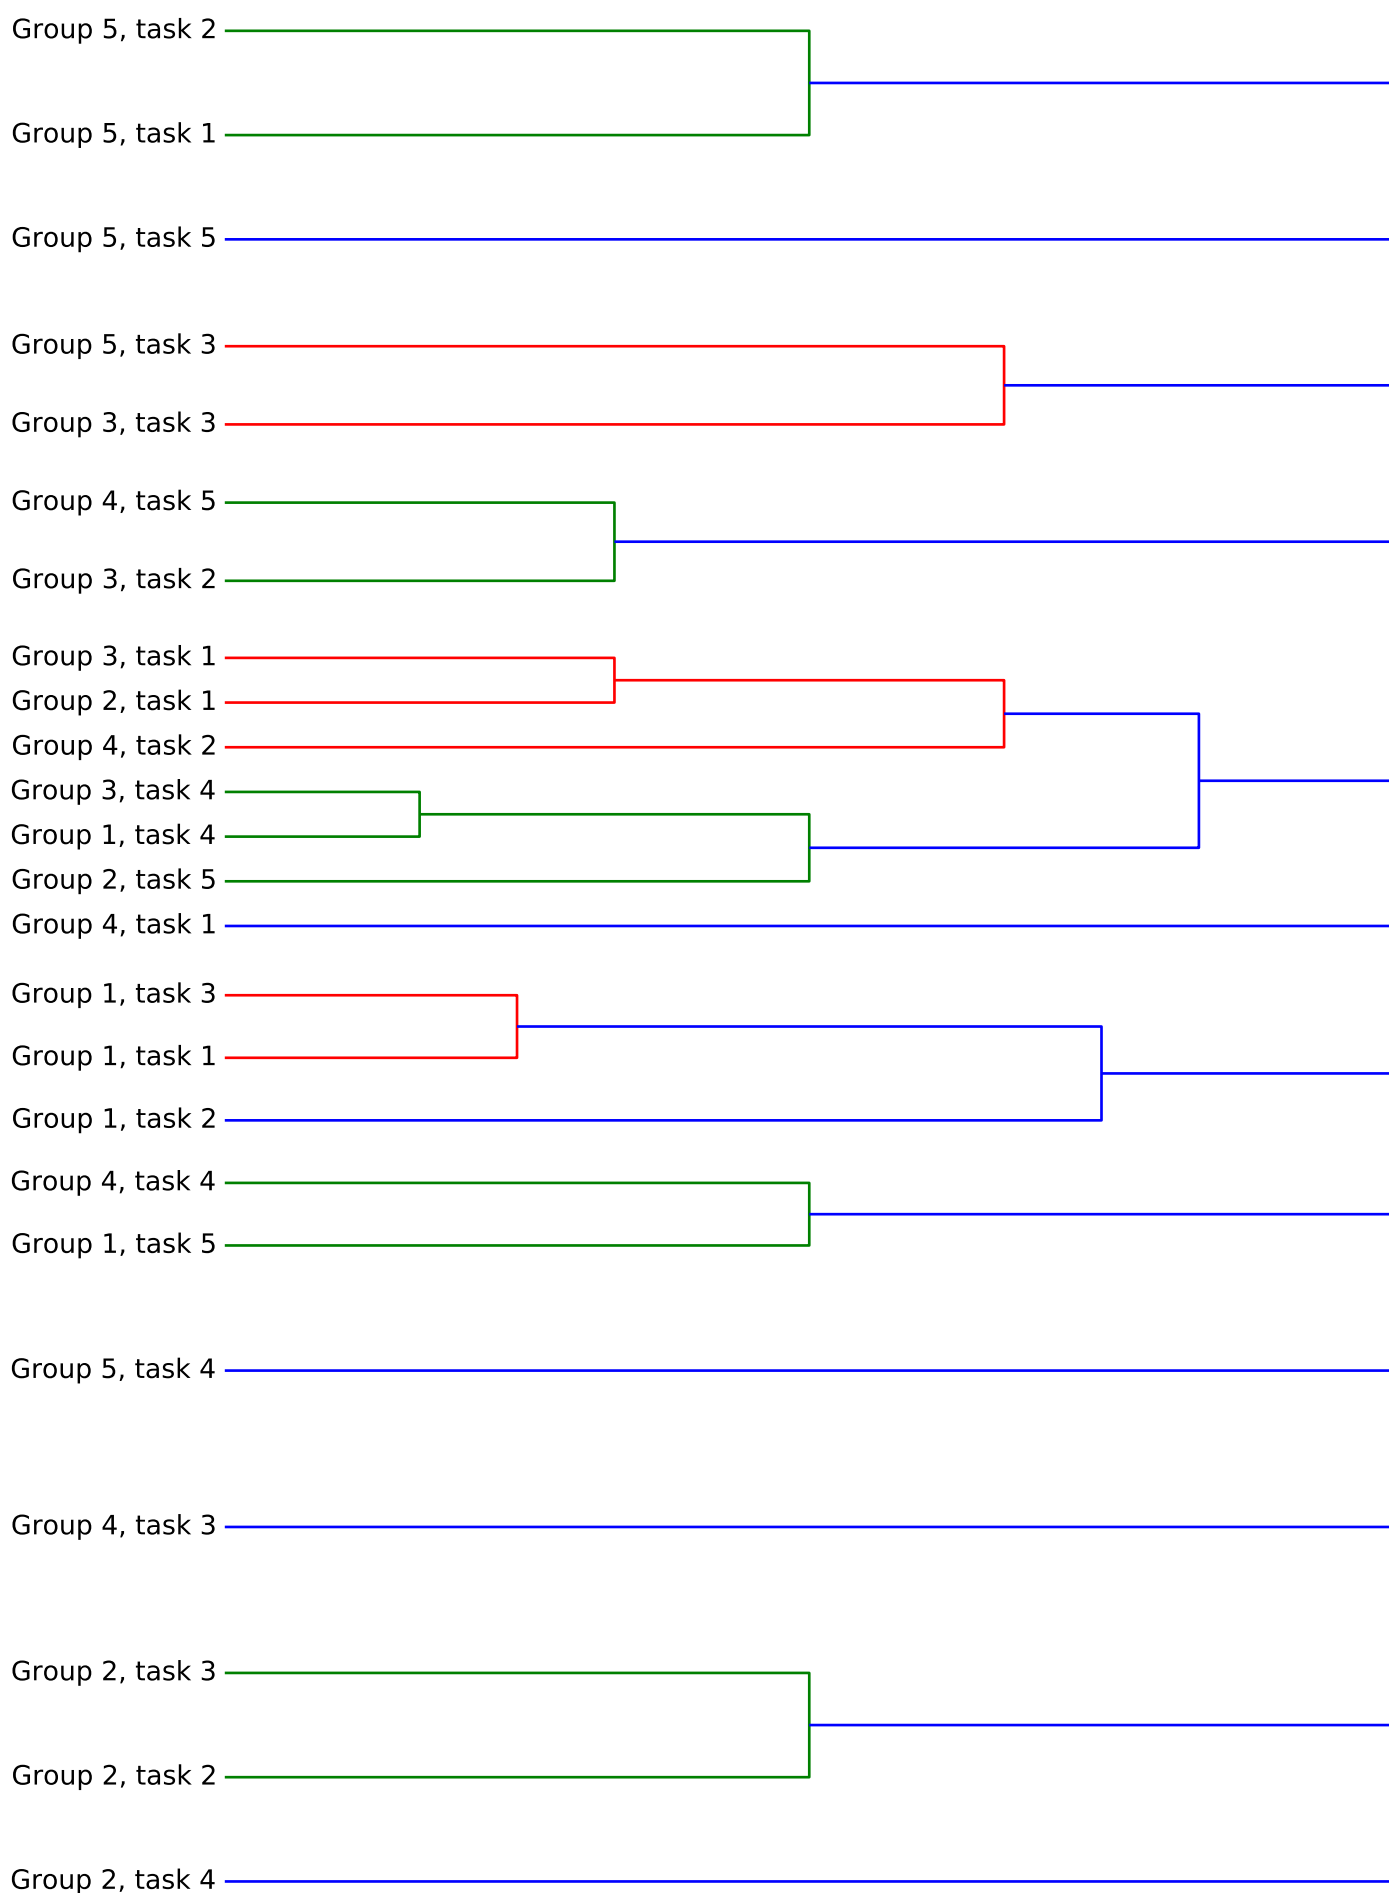 Group 5, task 2
Group 5, task 1
Group 5, task 5
Group 5, task 3
Group 3, task 3
Group 4, task 5
Group 3, task 2
Group 3, task 1
Group 2, task 1
Group 4, task 2
Group 3, task 4
Group 1, task 4
Group 2, task 5
Group 4, task 1
Group 1, task 3
Group 1, task 1
Group 1, task 2
Group 4, task 4
Group 1, task 5
Group 5, task 4
Group 4, task 3
Group 2, task 3
Group 2, task 2
Group 2, task 4